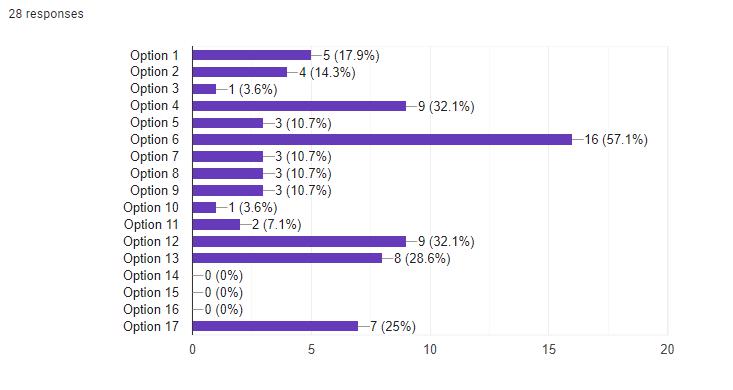 28 responses
Option 1 5 (17.9%)
Option 2 4 (14.3%)
Option 3 1 (3.6%)
Option 4 9 (32.1%)
Option 5 3 (10.7%)
Option 6 16 (57.1%)
Option 7 3 (10.7%)
Option 8 3 (10.7%)
Option 9 3 (10.7%)
Option 10 1 (3.6%)
Option 11 2 (7.1%)
Option 12 9 (32.1%)
Option 13 8 (28.6%)
Option 14 0 (0%)
Option 15 0 (0%)
Option 16 0 (0%)
Option 17 7 (25%)
0 5 10 15 20